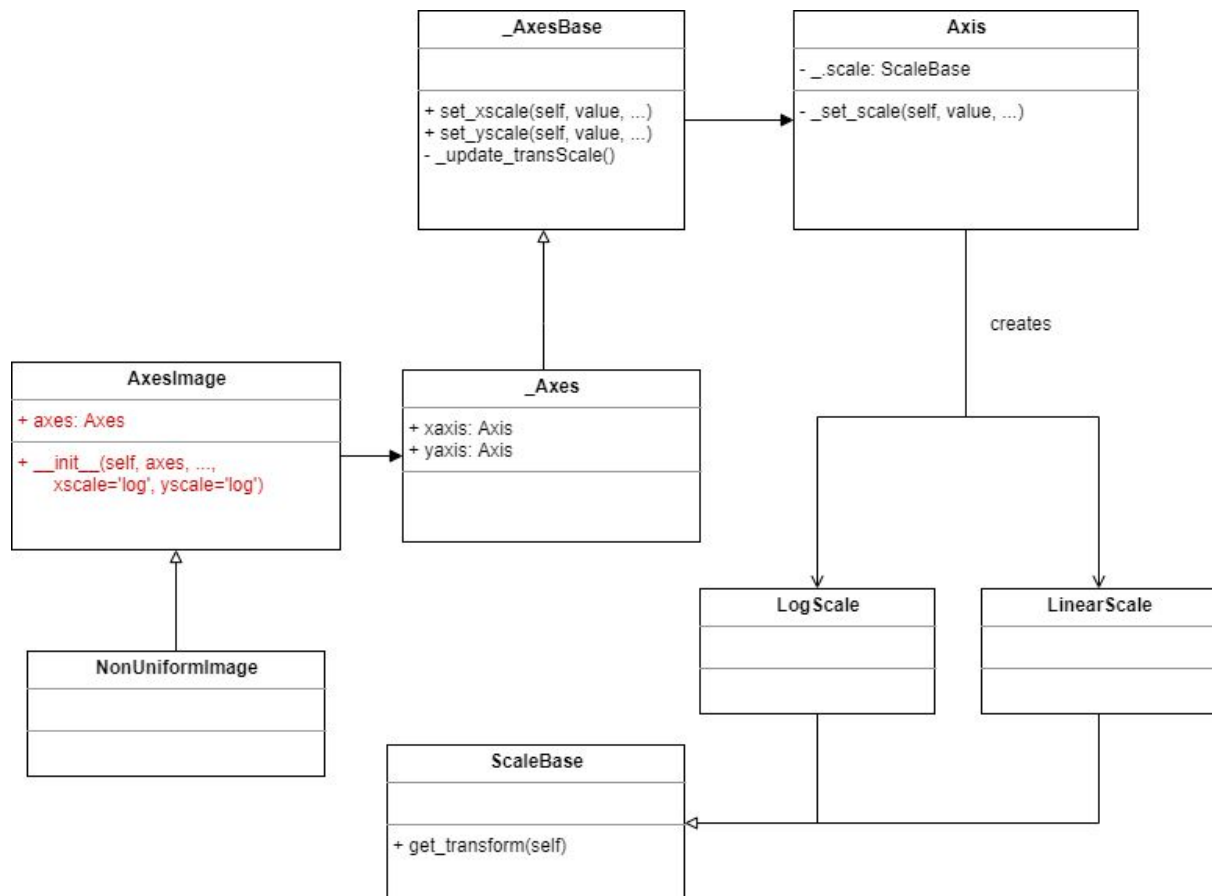 _AxesBase
+ set_xscale(self, value, ...)
+ set_yscale(self, value, ...)
- _update_transScale()
Axis
- _.scale: ScaleBase
- _set_scale(self, value, ...)
creates
AxesImage
+ axes: Axes
+ __init__(self, axes, ...,
xscale='log', yscale='log')
_Axes
+ xaxis: Axis
+ yaxis: Axis
LogScale
LinearScale
NonUniformImage
ScaleBase
+ get_transform(self)